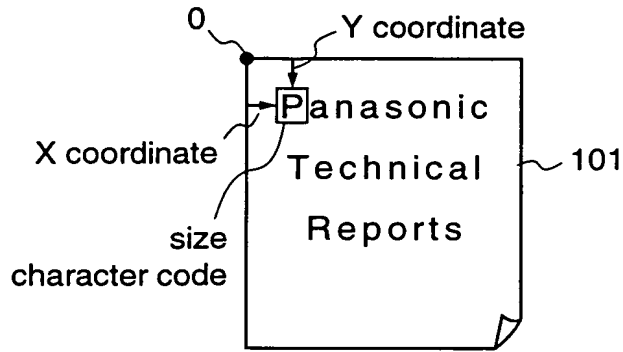 0
Y coordinate
Panasonic
X coordinate
Technical
101
Reports
size
character code